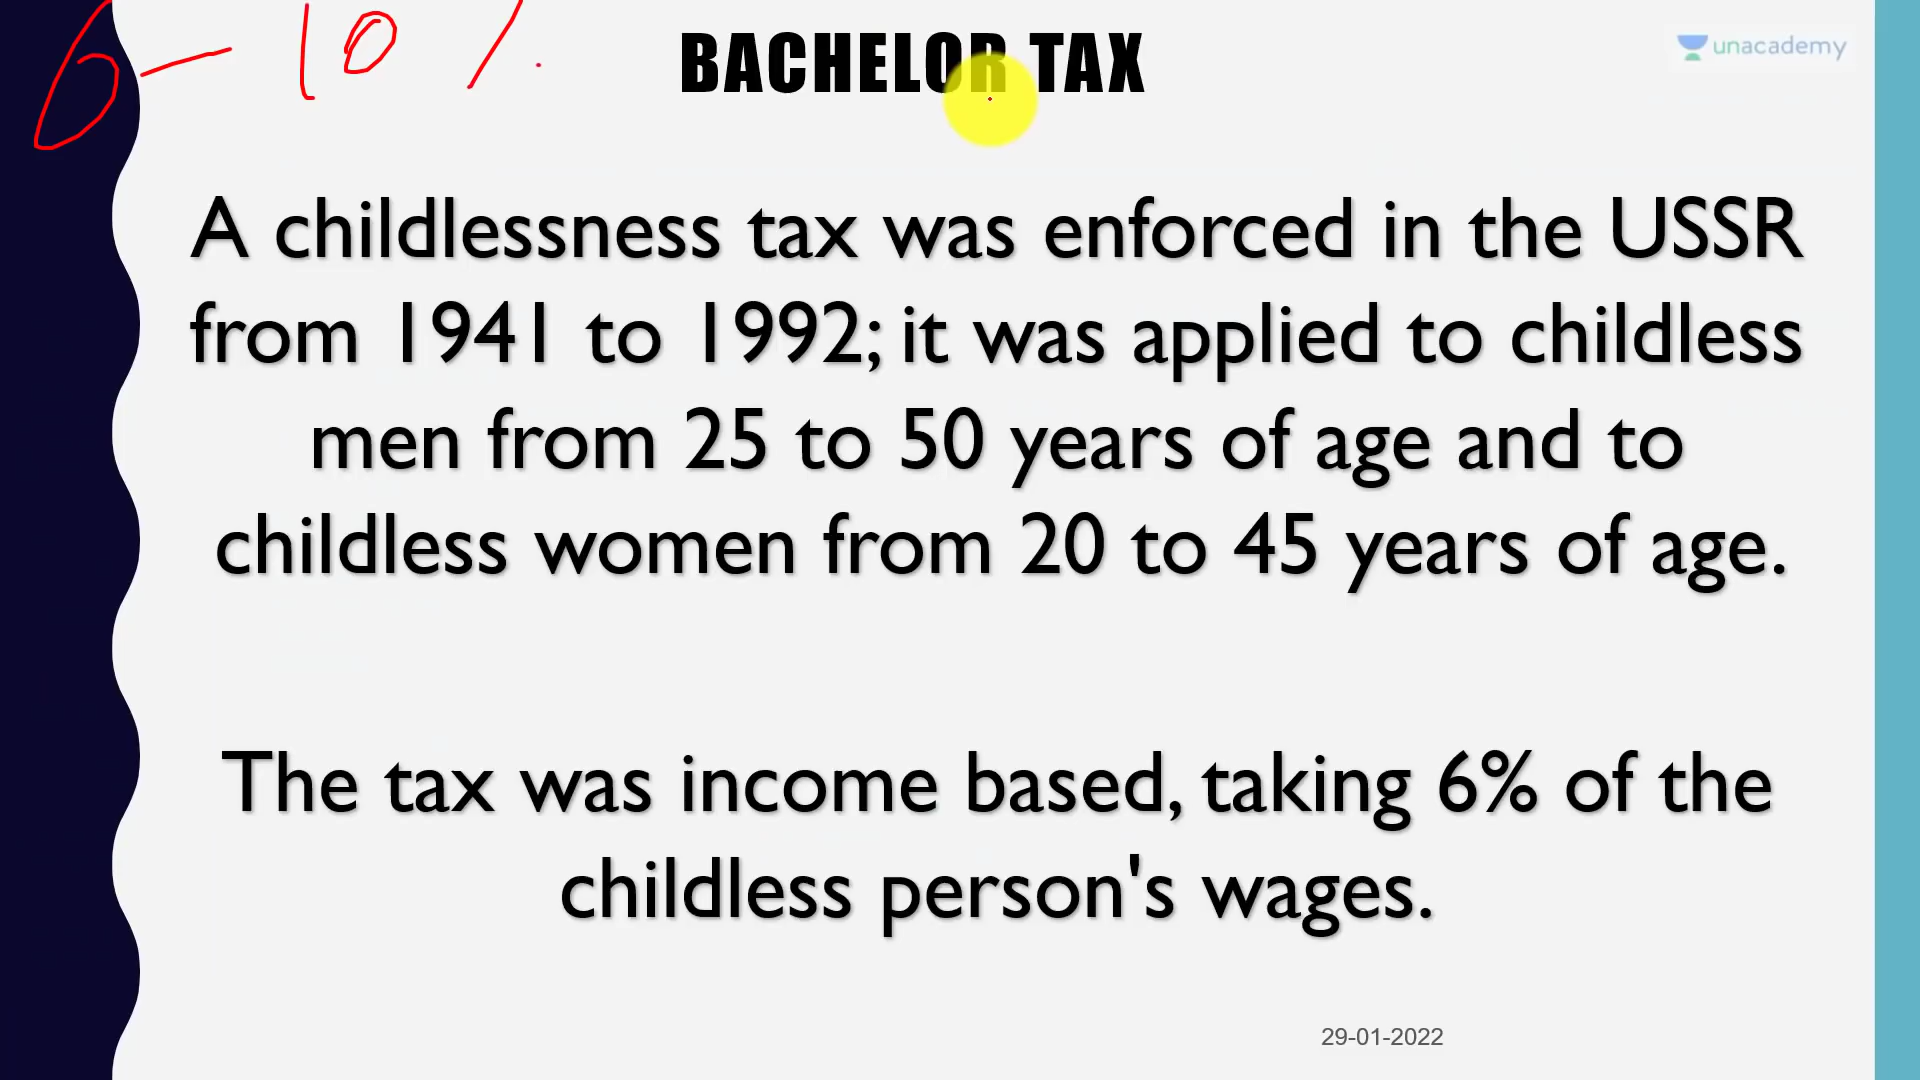 6 - 10 %
BACHELOR TAX
unacademy
A childlessness tax was enforced in the USSR
from 1941 to 1992; it was applied to childless
men from 25 to 50 years of age and to
childless women from 20 to 45 years of age.
The tax was income based, taking 6% of the
childless person's wages.
29-01-2022